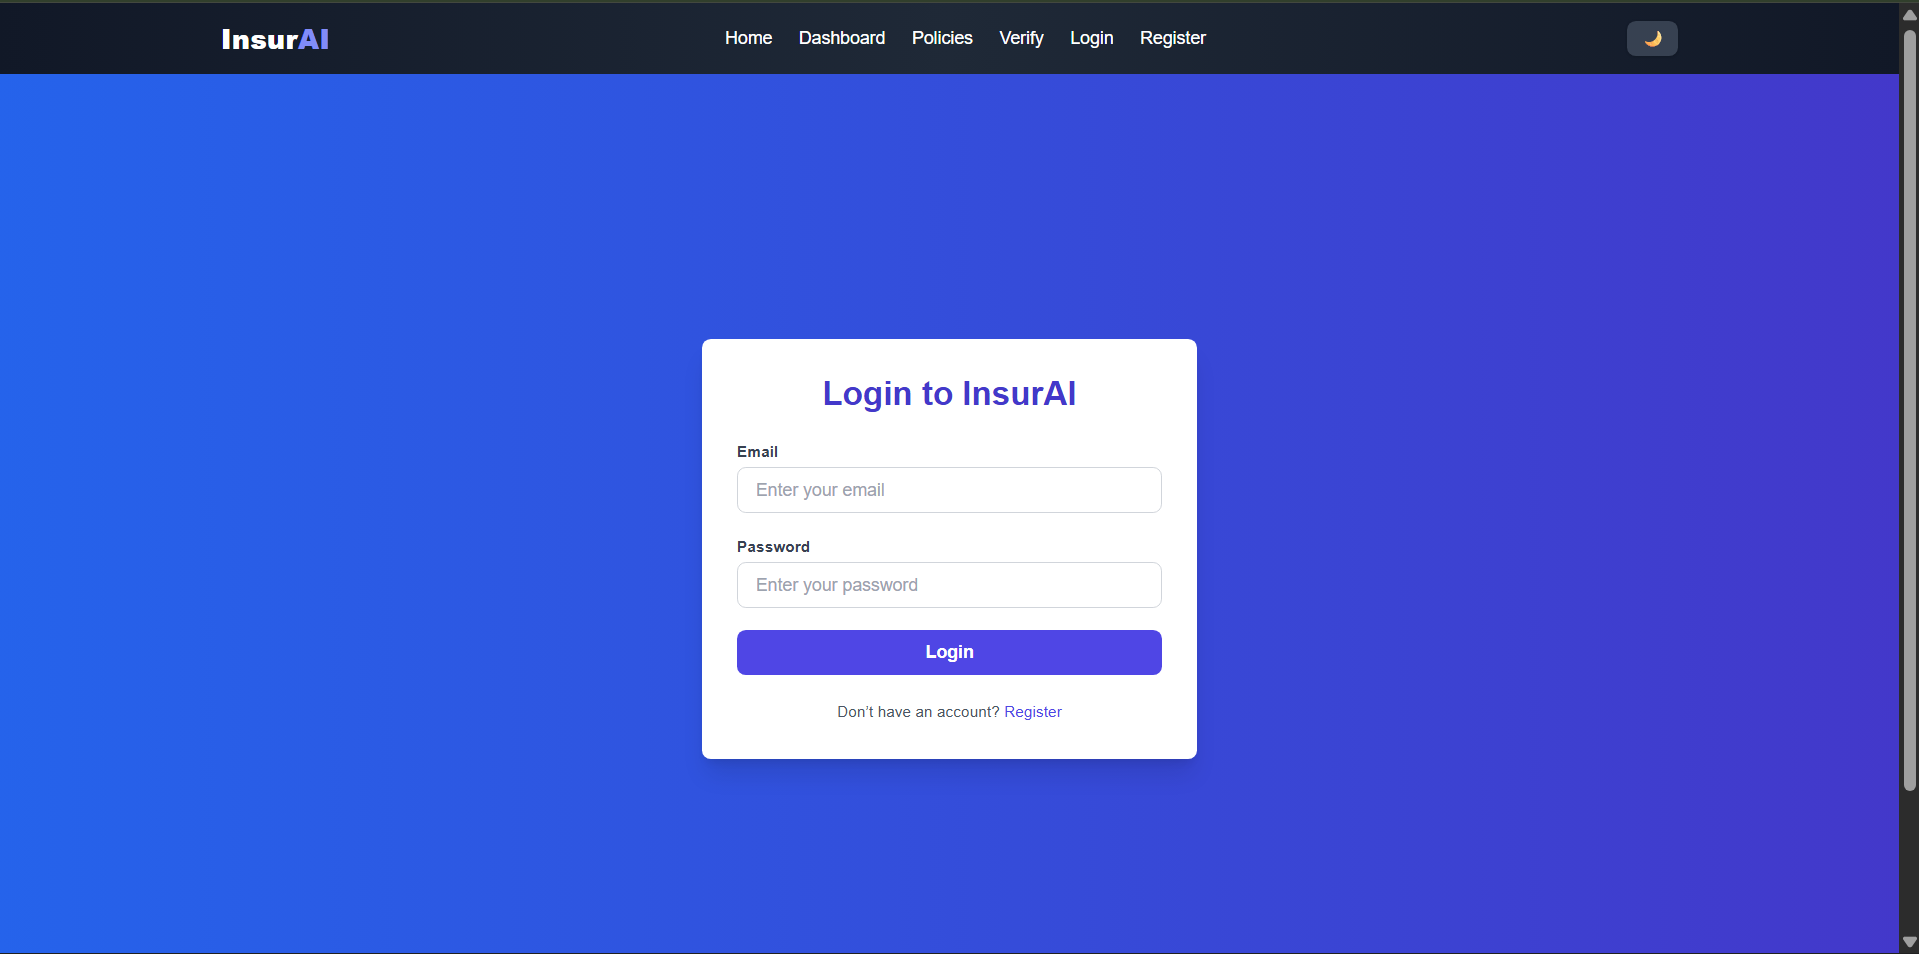 InsurAI
Home Dashboard Policies Verify Login Register
Login to InsurAI
Email
Enter your email
Password
Enter your password
Login
Don’t have an account? Register